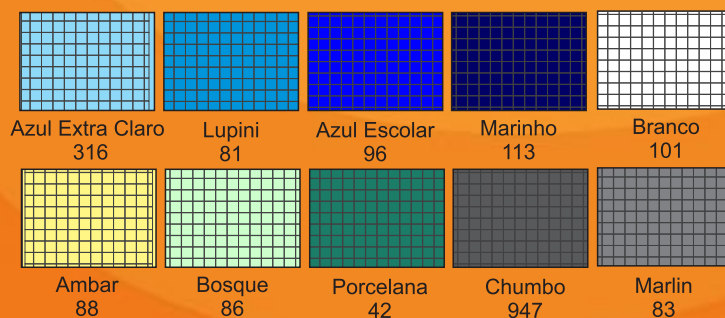 Azul Extra Claro
316
Lupini
81
Azul Escolar
96
Marinho
113
Branco
101
Ambar
88
Bosque
86
Porcelana
42
Chumbo
947
Marlin
83